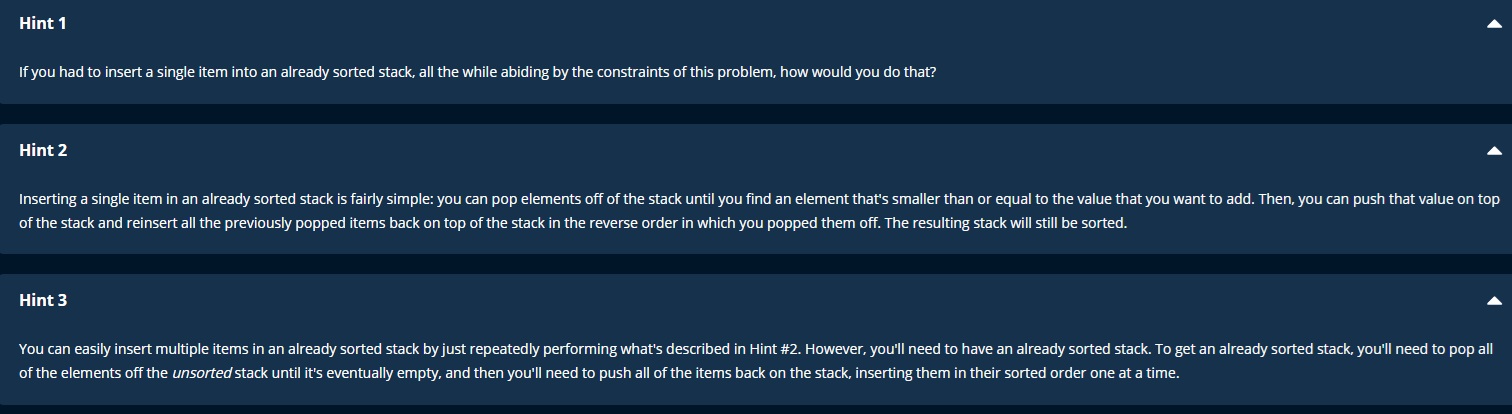 Hint 1
If you had to insert a single item into an already sorted stack, all the while abiding by the constraints of this problem, how would you do that?
Hint 2
Inserting a single item in an already sorted stack is fairly simple: you can pop elements off of the stack until you find an element that's smaller than or equal to the value that you want to add. Then, you can push that value on top
of the stack and reinsert all the previously popped items back on top of the stack in the reverse order in which you popped them off. The resulting stack will still be sorted.
Hint 3
You can easily insert multiple items in an already sorted stack by just repeatedly performing what's described in Hint #2. However, you'll need to have an already sorted stack. To get an already sorted stack, you'll need to pop all
of the elements off the unsorted stack until it's eventually empty, and then you'll need to push all of the items back on the stack, inserting them in their sorted order one at a time.